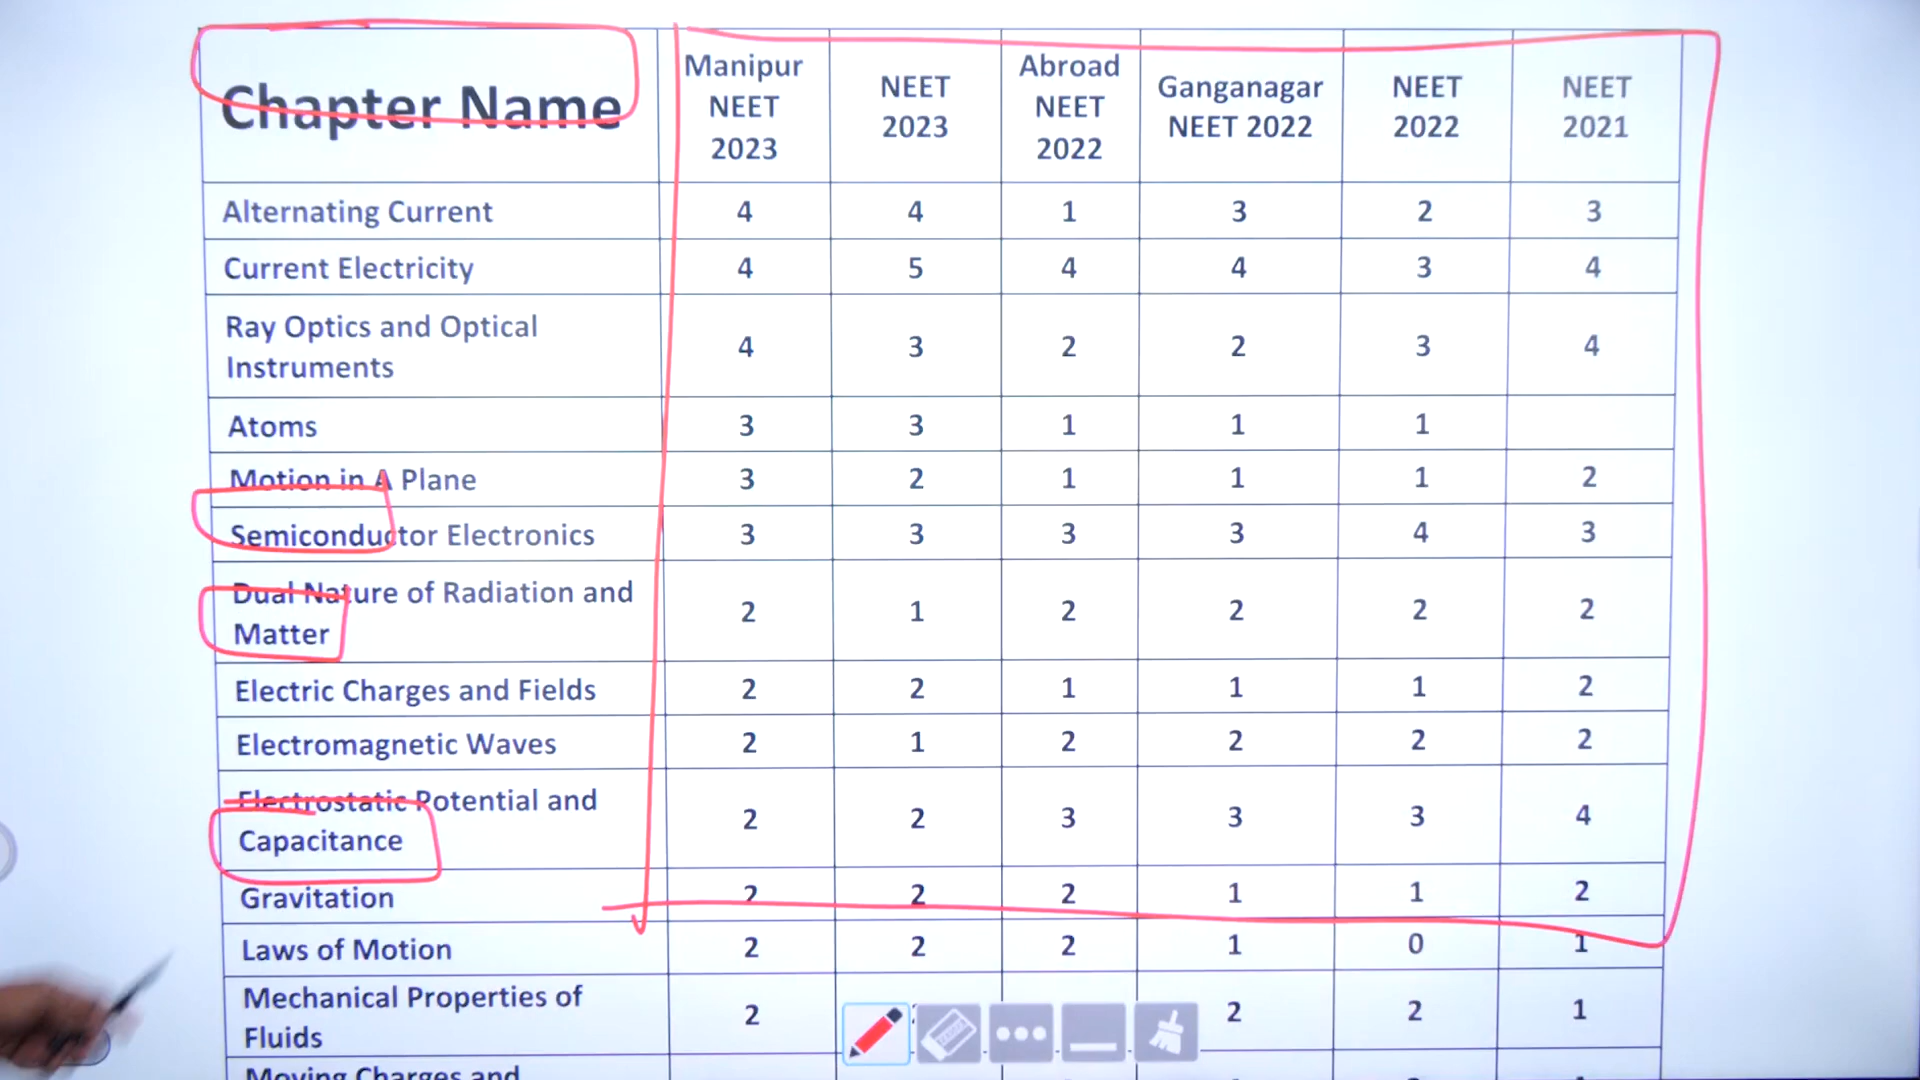 Chapter Name Manipur NEET 2023 NEET 2023 Abroad NEET 2022 Ganganagar NEET 2022 NEET 2022 NEET 2021
Alternating Current 4 4 1 3 2 3
Current Electricity 4 5 4 4 3 4
Ray Optics and Optical
Instruments 4 3 2 2 3 4
Atoms 3 3 1 1 1
Motion in A Plane 3 2 1 1 1 2
Semiconductor Electronics 3 3 3 3 4 3
Dual Nature of Radiation and
Matter 2 1 2 2 2 2
Electric Charges and Fields 2 2 1 1 1 2
Electromagnetic Waves 2 1 2 2 2 2
Electrostatic Potential and
Capacitance 2 2 3 3 3 4
Gravitation 2 2 2 1 1 2
Laws of Motion 2 2 2 1 0 1
Mechanical Properties of
Fluids 2 2 2 1
Moving Charges and